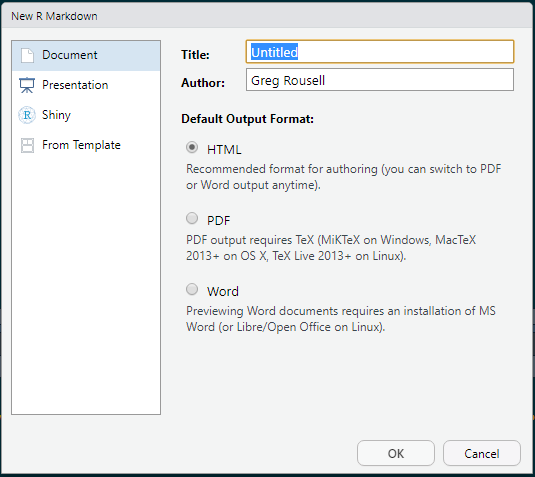 New R Markdown
Document
Presentation
Shiny
From Template
Title: Untitled
Author: Greg Rousell
Default Output Format:
HTML
Recommended format for authoring (you can switch to PDF
or Word output anytime).
PDF
PDF output requires TeX (MiKTeX on Windows, MacTeX
2013+ on OS X, TeX Live 2013+ on Linux).
Word
Previewing Word documents requires an installation of MS
Word (or Libre/Open Office on Linux).
OK Cancel